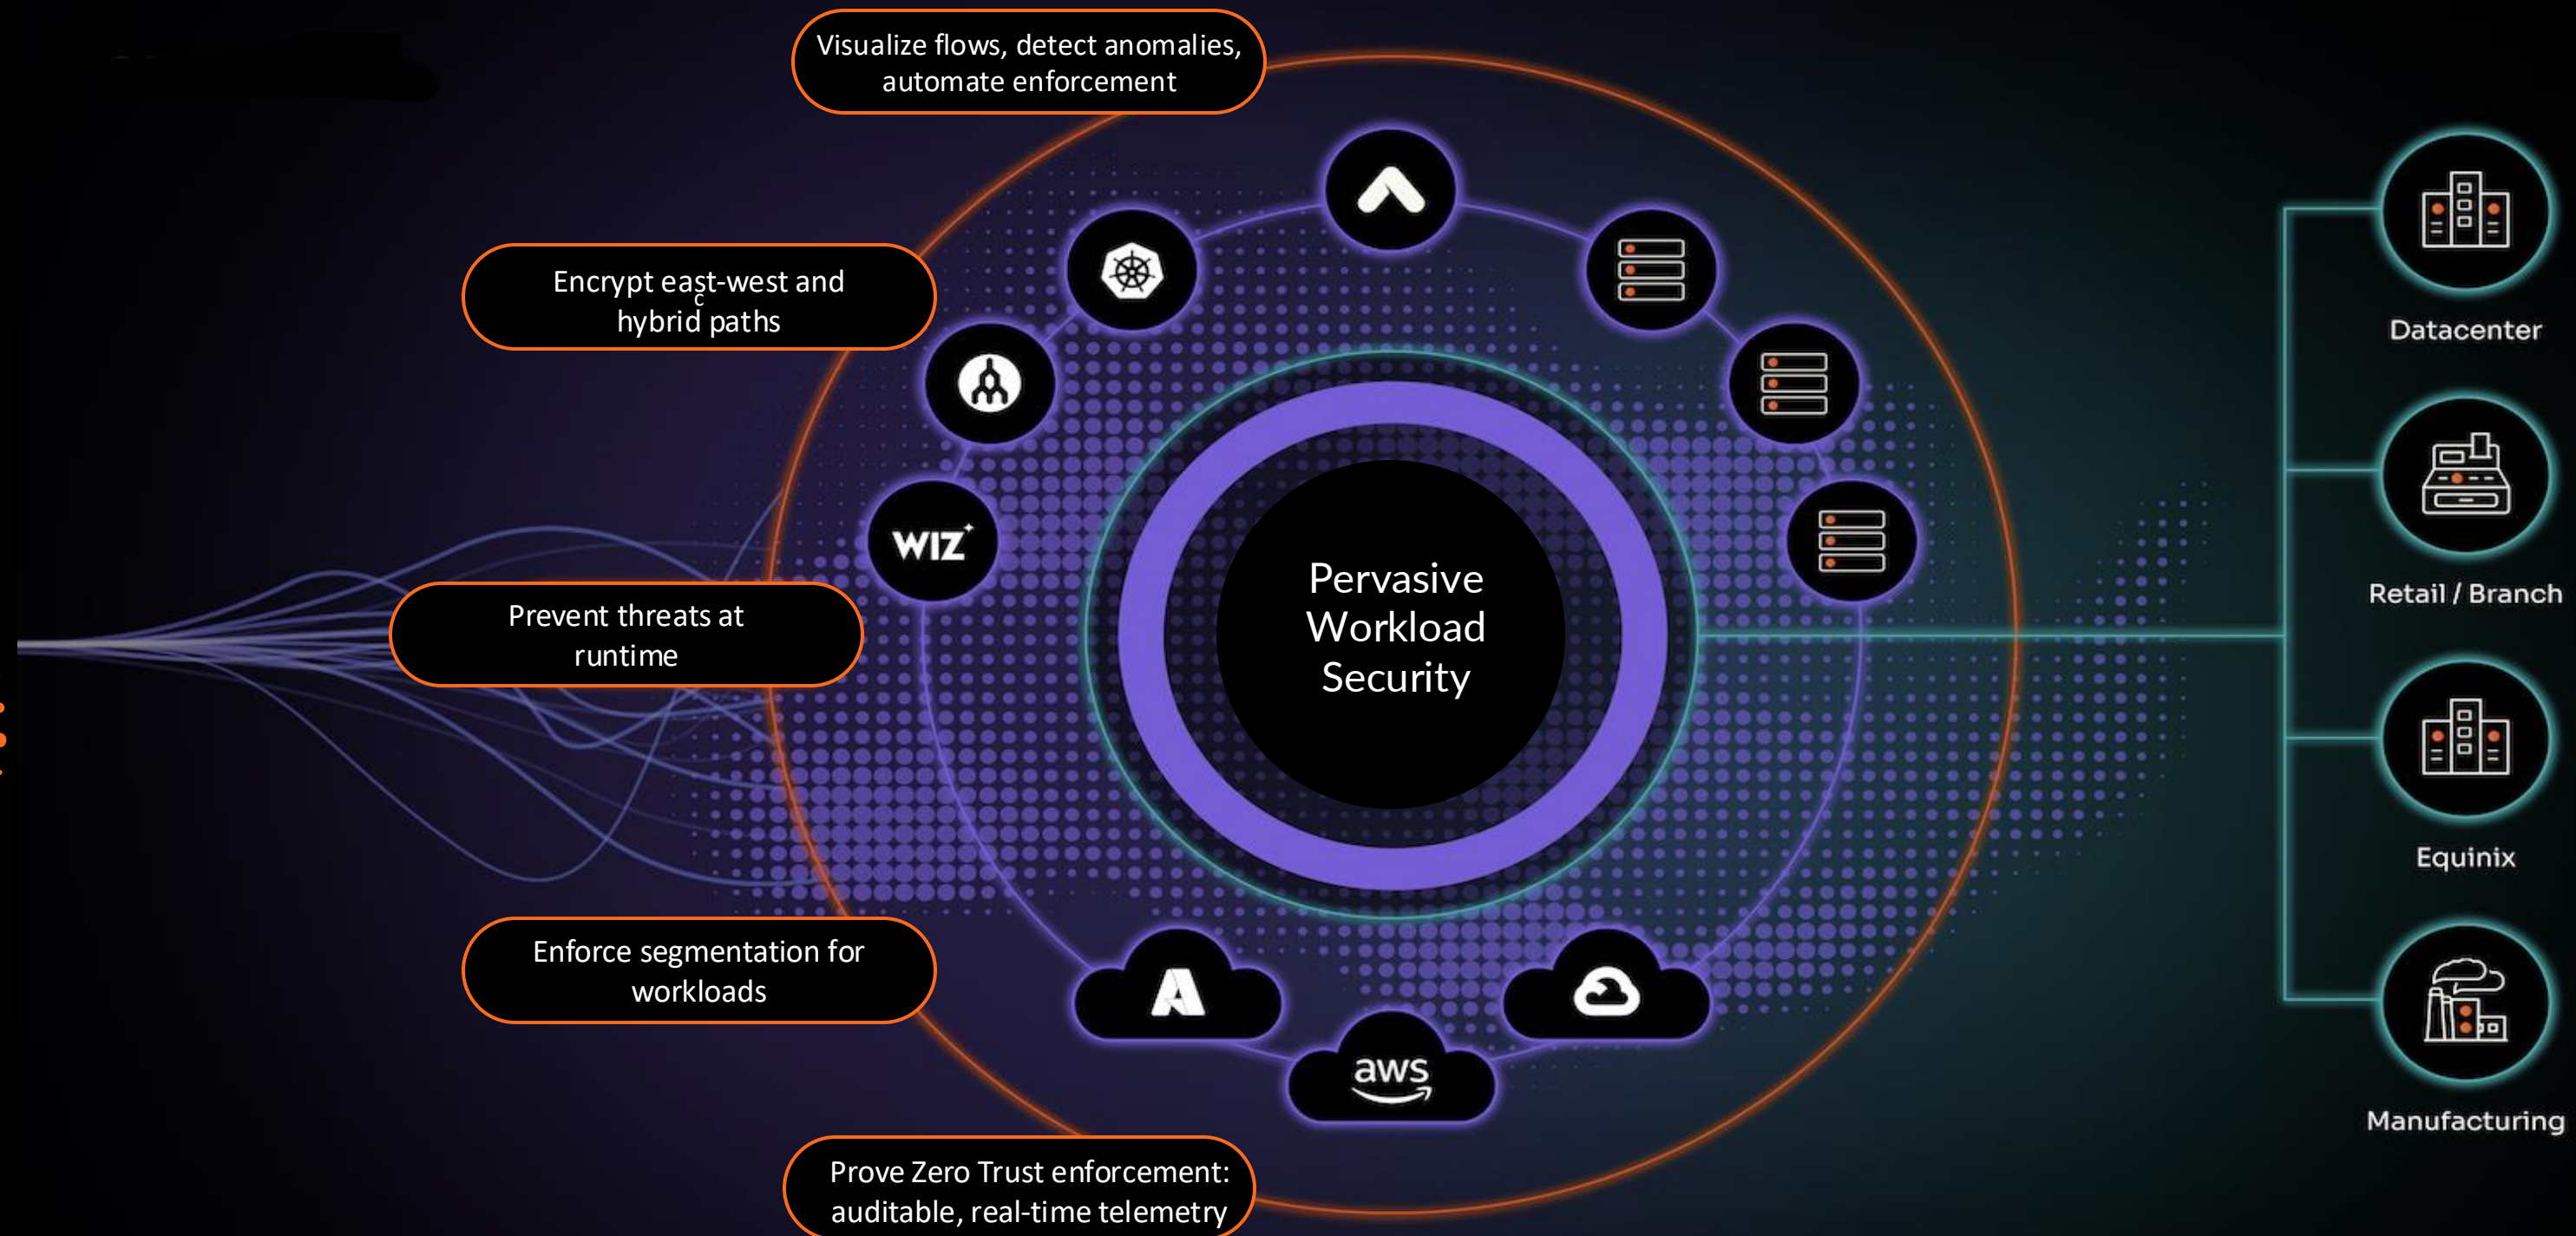 Visualize flows, detect anomalies,
automate enforcement
Encrypt east-west and
c
hybrid paths
Prevent threats at
runtime
Enforce segmentation for
workloads
Prove Zero Trust enforcement:
auditable, real-time telemetry
WIZ
Pervasive
Workload
Security
aws
Datacenter
Retail / Branch
Equinix
Manufacturing